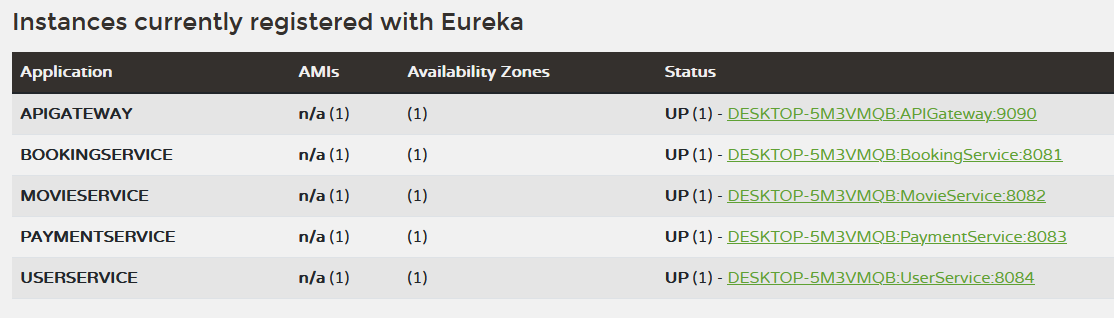 Instances currently registered with Eureka
Application AMIs Availability Zones Status
APIGATEWAY n/a (1) (1) UP (1) - DESKTOP-5M3VMQB:APIGateway:9090
BOOKINGSERVICE n/a (1) (1) UP (1) - DESKTOP-5M3VMQB:BookingService:8081
MOVIESERVICE n/a (1) (1) UP (1) - DESKTOP-5M3VMQB:MovieService:8082
PAYMENTSERVICE n/a (1) (1) UP (1) - DESKTOP-5M3VMQB:PaymentService:8083
USERSERVICE n/a (1) (1) UP (1) - DESKTOP-5M3VMQB:UserService:8084